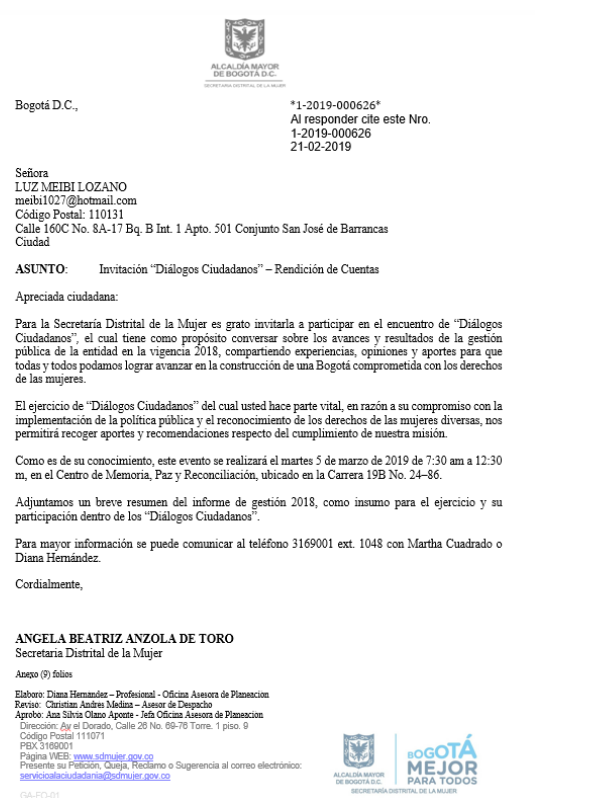 ALCALDÍA MAYOR
DE BOGOTÁ D.C.
SECRETARÍA DISTRITAL DE LA MUJER
Bogotá D.C.,
*1-2019-000626*
Al responder cite este Nro.
1-2019-000626
21-02-2019
Señora
LUZ MEIBI LOZANO
meibi1027@hotmail.com
Código Postal: 110131
Calle 160C No. 8A-17 Bq. B Int. 1 Apto. 501 Conjunto San José de Barrancas
Ciudad
ASUNTO: Invitación “Diálogos Ciudadanos” – Rendición de Cuentas
Apreciada ciudadana:
Para la Secretaría Distrital de la Mujer es grato invitarla a participar en el encuentro de “Diálogos
Ciudadanos”, el cual tiene como propósito conversar sobre los avances y resultados de la gestión
pública de la entidad en la vigencia 2018, compartiendo experiencias, opiniones y aportes para que
todas y todos podamos lograr avanzar en la construcción de una Bogotá comprometida con los derechos
de las mujeres.
El ejercicio de “Diálogos Ciudadanos” del cual usted hace parte vital, en razón a su compromiso con la
implementación de la política pública y el reconocimiento de los derechos de las mujeres diversas, nos
permitirá recoger aportes y recomendaciones respecto del cumplimiento de nuestra misión.
Como es de su conocimiento, este evento se realizará el martes 5 de marzo de 2019 de 7:30 am a 12:30
m, en el Centro de Memoria, Paz y Reconciliación, ubicado en la Carrera 19B No. 24–86.
Adjuntamos un breve resumen del informe de gestión 2018, como insumo para el ejercicio y su
participación dentro de los “Diálogos Ciudadanos”.
Para mayor información se puede comunicar al teléfono 3169001 ext. 1048 con Martha Cuadrado o
Diana Hernández.
Cordialmente,
ANGELA BEATRIZ ANZOLA DE TORO
Secretaria Distrital de la Mujer
Anexo (9) folios
Elaboro: Diana Hernandez – Profesional - Oficina Asesora de Planeacion
Reviso: Christian Andres Medina – Asesor de Despacho
Aprobo: Ana Silvia Olano Aponte - Jefa Oficina Asesora de Planeacion
Dirección: Av el Dorado, Calle 26 No. 69-76 Torre. 1 piso. 9
Código Postal 111071
PBX 3169001
Página WEB: www.sdmujer.gov.co
Presente su Petición, Queja, Reclamo o Sugerencia al correo electrónico:
servicioalaciudadania@sdmujer.gov.co
GA-FO-01
ALCALDÍA MAYOR
DE BOGOTÁ D.C.
SECRETARÍA DISTRITAL DE LA MUJER
BOGOTÁ
MEJOR
PARA TODOS